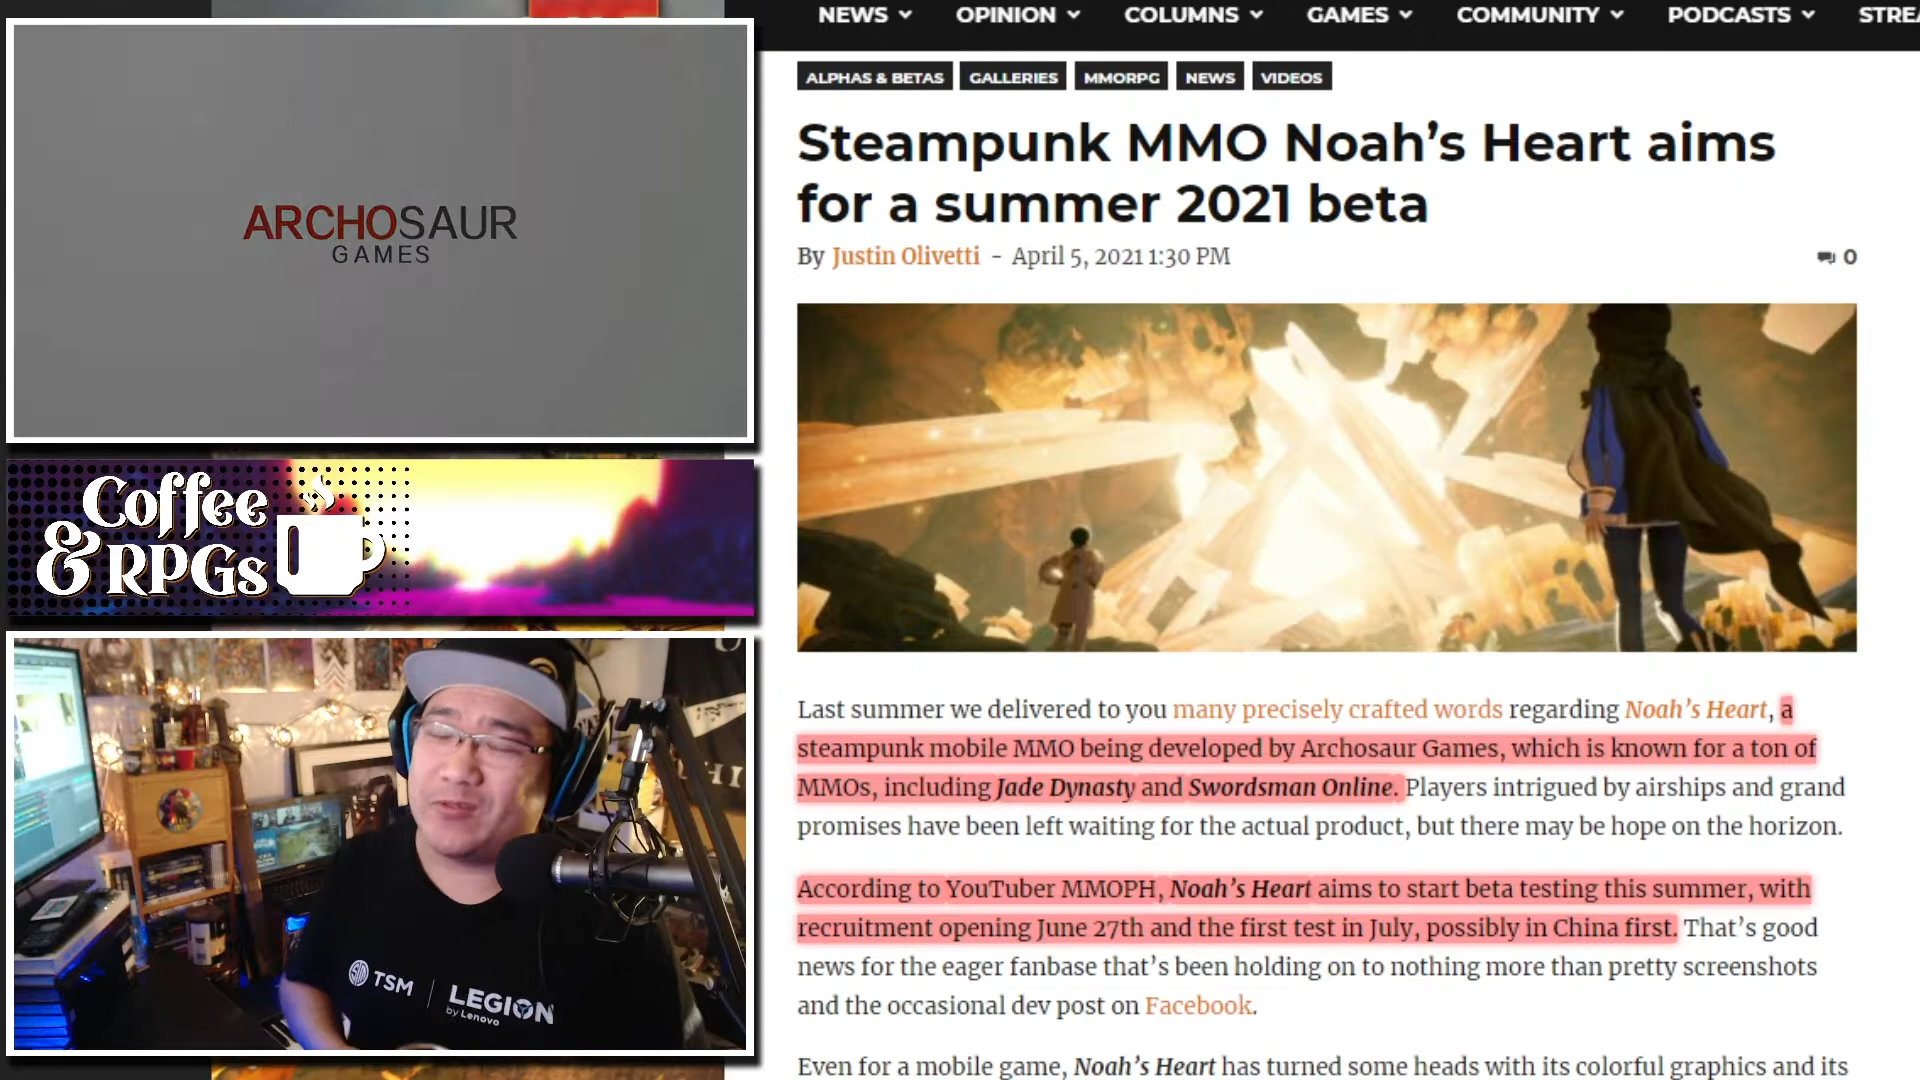 NEWS OPINION COLUMNS GAMES COMMUNITY PODCASTS STREA
ALPHAS & BETAS GALLERIES MMORPG NEWS VIDEOS
Steampunk MMO Noah's Heart aims
for a summer 2021 beta
By Justin Olivetti - April 5, 2021 1:30 PM
0
Last summer we delivered to you many precisely crafted words regarding Noah's Heart, a
steampunk mobile MMO being developed by Archosaur Games, which is known for a ton of
MMOs, including Jade Dynasty and Swordsman Online. Players intrigued by airships and grand
promises have been left waiting for the actual product, but there may be hope on the horizon.
According to YouTuber MMOPH, Noah's Heart aims to start beta testing this summer, with
recruitment opening June 27th and the first test in July, possibly in China first. That's good
news for the eager fanbase that's been holding on to nothing more than pretty screenshots
and the occasional dev post on Facebook.
Even for a mobile game, Noah's Heart has turned some heads with its colorful graphics and its
ARCHOSAUR
GAMES
Coffee
& RPGs
TSM
LEGION
by Lenovo